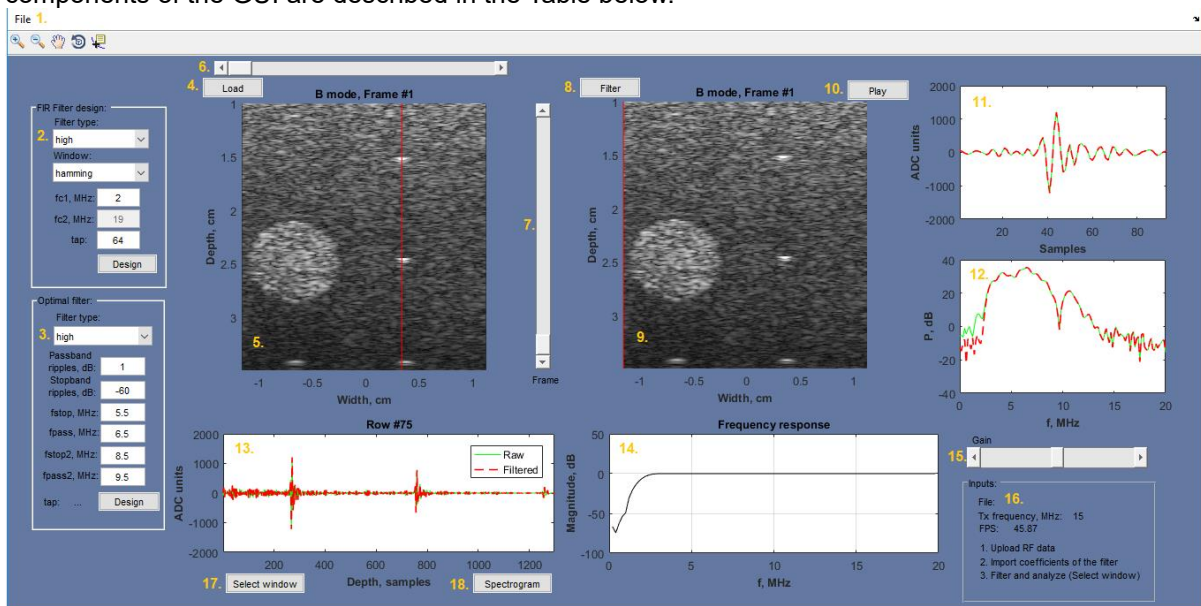 components of the GUI are described in the Table below.
File 1.
6.
4. Load
8. Filter
10. Play
B mode, Frame #1
B mode, Frame #1
FIR Filter design:
Filter type:
2. high
Window:
hamming
fc1, MHz: 2
fc2, MHz: 19
tap: 64
Design
Optimal filter:
Filter type:
3. high
Passband
ripples, dB: 1
Stopband
ripples, dB: -60
fstop, MHz: 5.5
fpass, MHz: 6.5
fstop2, MHz: 8.5
fpass2, MHz: 9.5
tap: ... Design
Depth, cm
1
1.5
2
2.5
3
5.
-1 -0.5 0 0.5 1
Width, cm
7.
Frame
Depth, cm
1
1.5
2
2.5
3
9.
-1 -0.5 0 0.5 1
Width, cm
11.
ADC units
2000
1000
0
-1000
-2000
20 40 60 80
Samples
12.
P, dB
40
20
0
-20
-40
0 5 10 15 20
f, MHz
Row #75
13.
ADC units
2000
1000
0
-1000
-2000
Raw
Filtered
200 400 600 800 1000 1200
Depth, samples
17. Select window
18. Spectrogram
Frequency response
14.
Magnitude, dB
50
0
-50
-100
0 5 10 15 20
f, MHz
Gain
15.
Inputs:
16.
File:
Tx frequency, MHz: 15
FPS: 45.87
1. Upload RF data
2. Import coefficients of the filter
3. Filter and analyze (Select window)